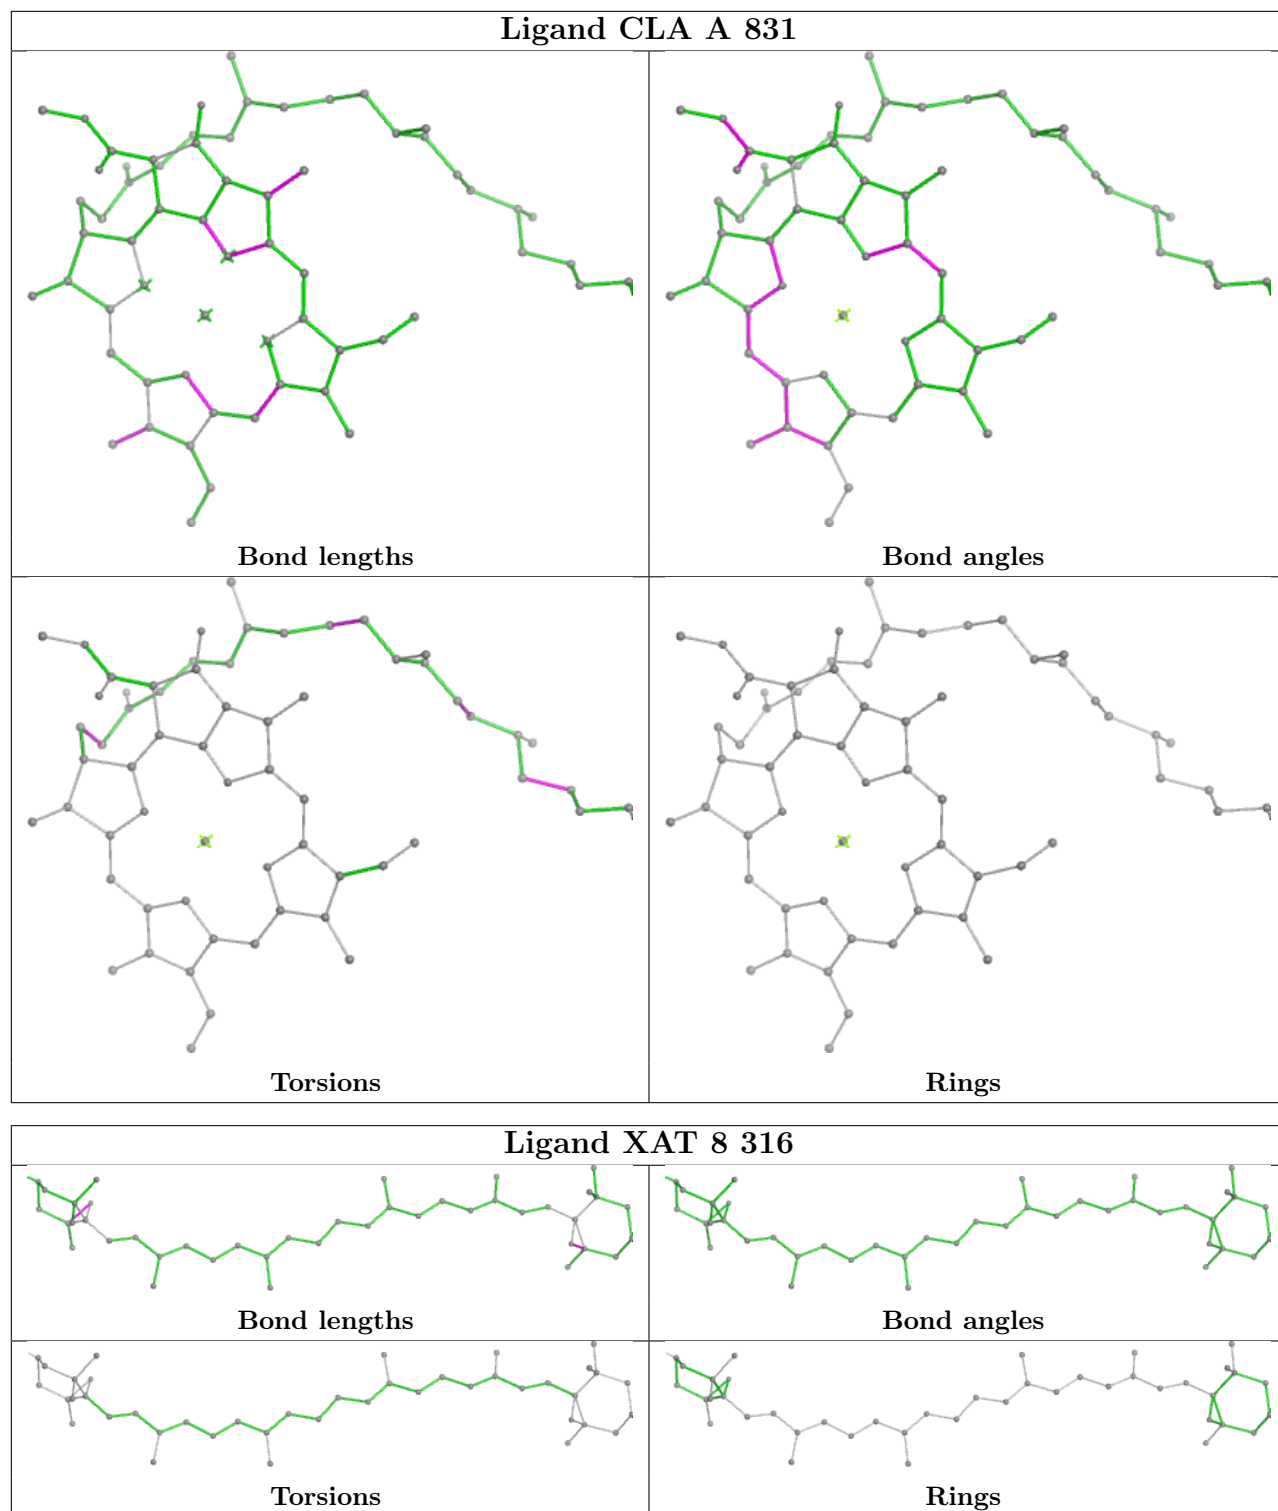 Ligand CLA A 831
Bond lengths
Bond angles
Torsions
Rings
Ligand XAT 8 316
Bond lengths
Bond angles
Torsions
Rings